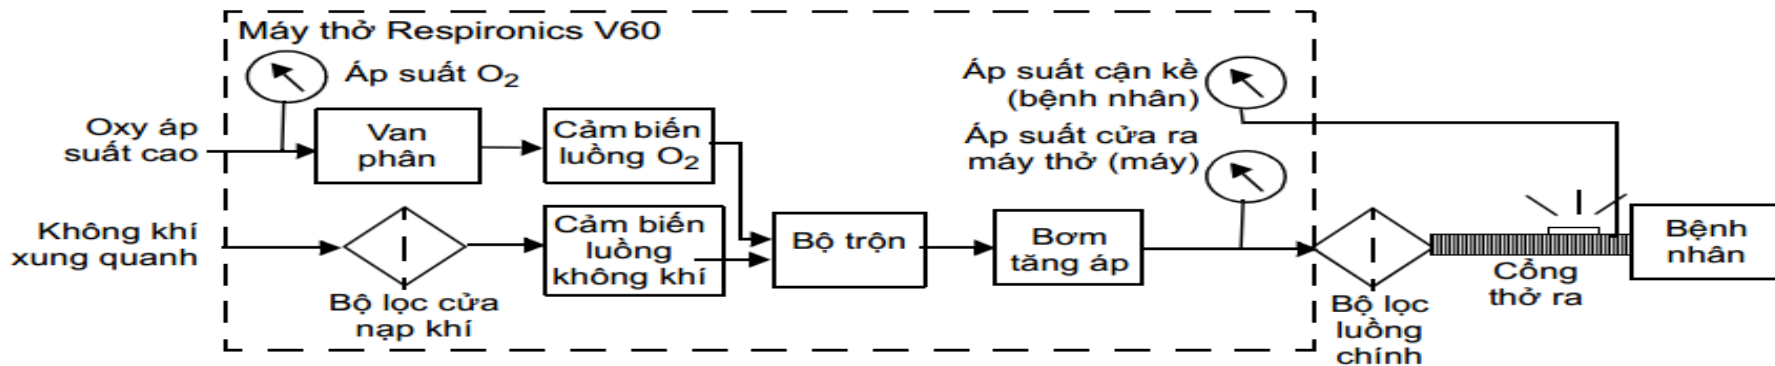 Máy thở Respironics V60
Áp suất O2
Oxy áp
suất cao
Van
phân
Cảm biến
luồng O2
Áp suất cận kề
(bệnh nhân)
Áp suất cửa ra
máy thở (máy)
Không khí
xung quanh
Bộ lọc cửa
nạp khí
Cảm biến
luồng
không khí
Bộ trộn
Bơm
tăng áp
Bộ lọc
luồng
chính
Cổng
thở ra
Bệnh
nhân